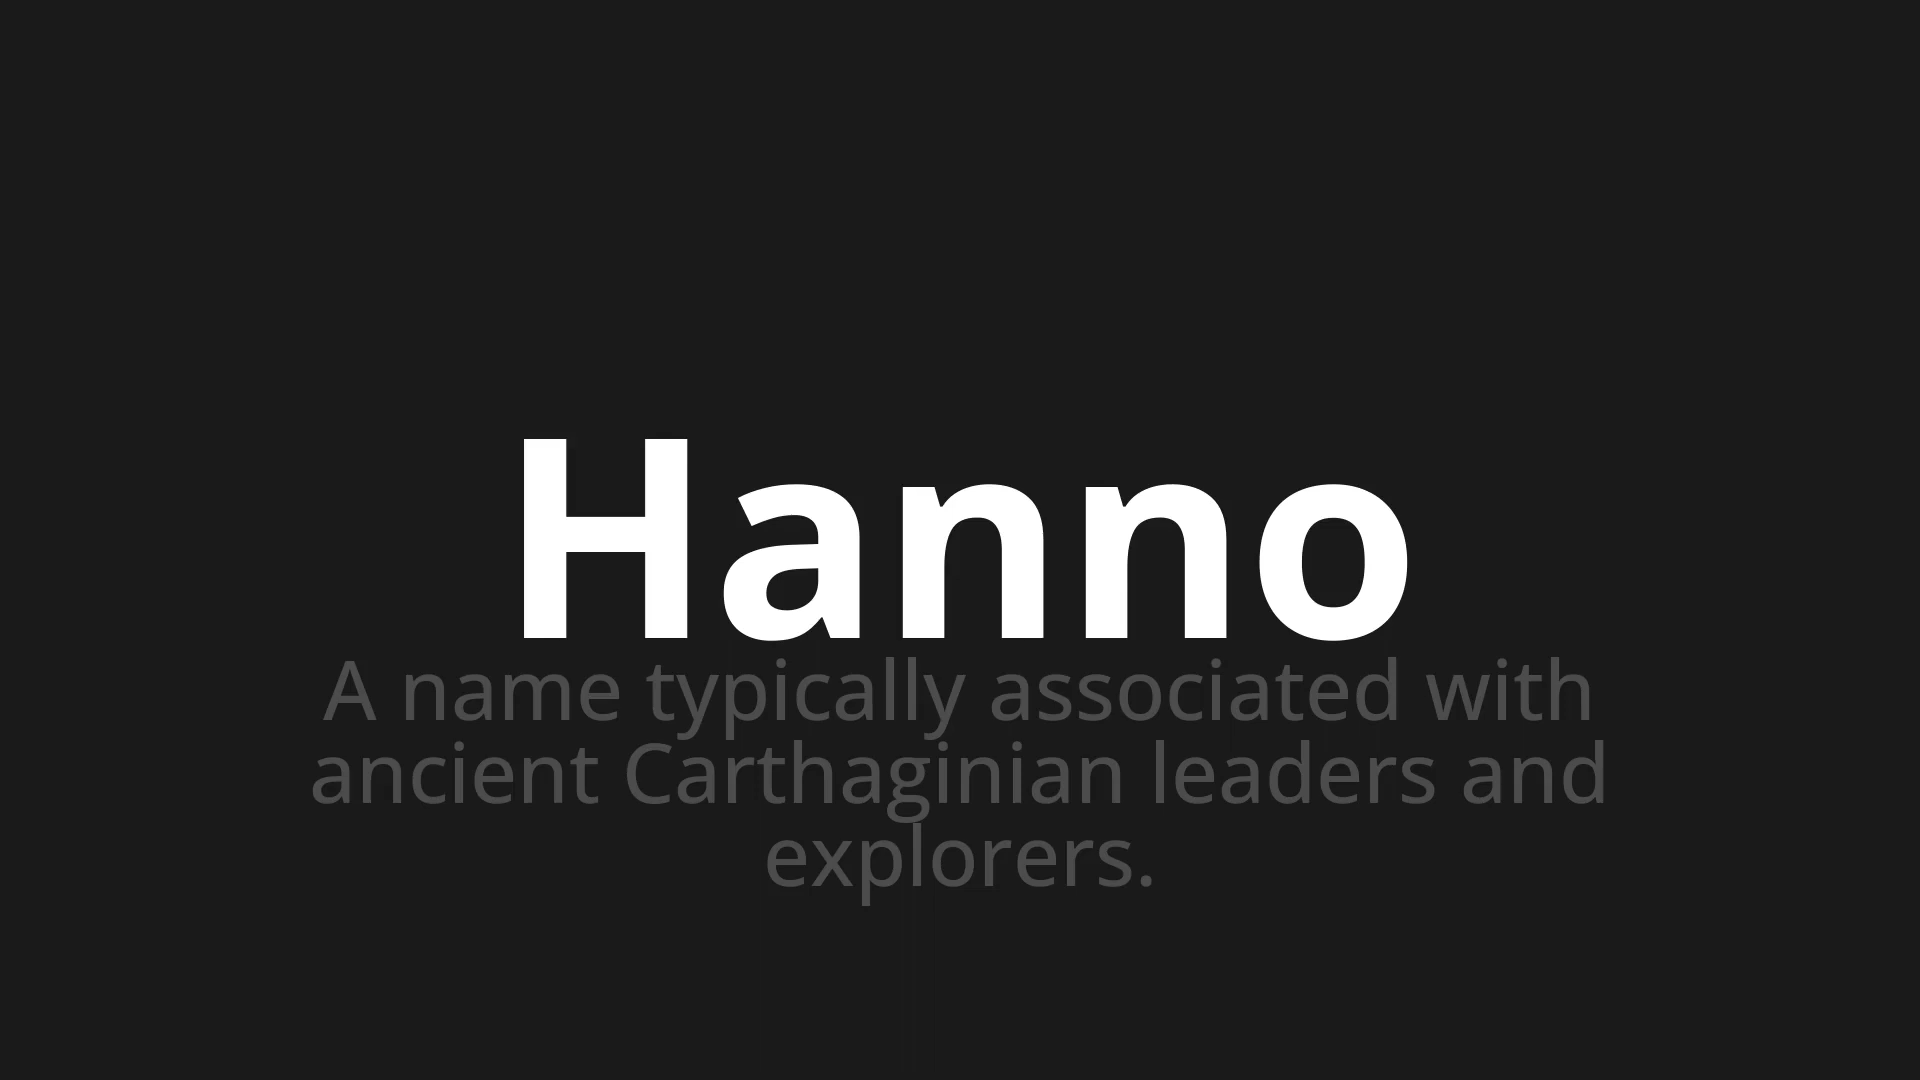 Hanno
A name typically associated with
ancient Carthaginian leaders and
explorers.